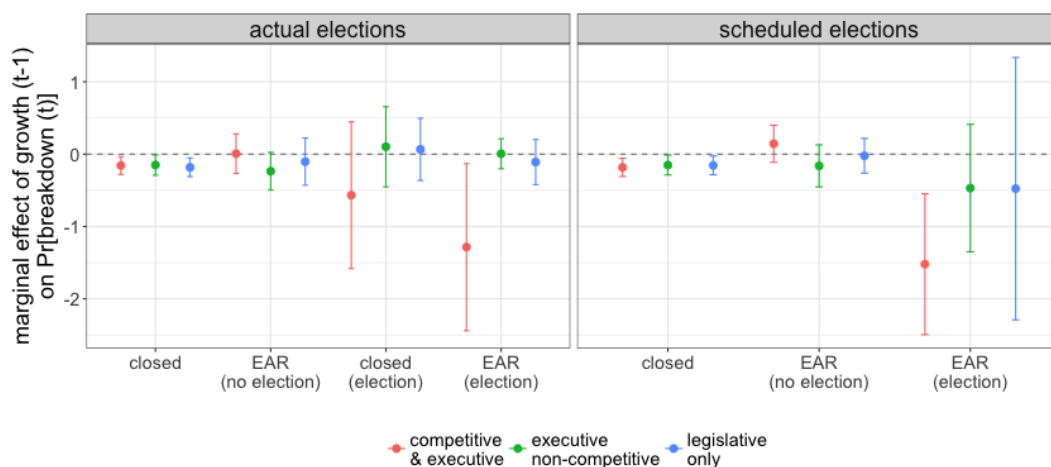 actual elections
scheduled elections
marginal effect of growth (t-1)
on Pr[breakdown (t)]
1
0
-1
-2
closed
EAR
(no election)
closed
(election)
EAR
(election)
closed
EAR
(no election)
EAR
(election)
competitive
& executive
executive
non-competitive
legislative
only